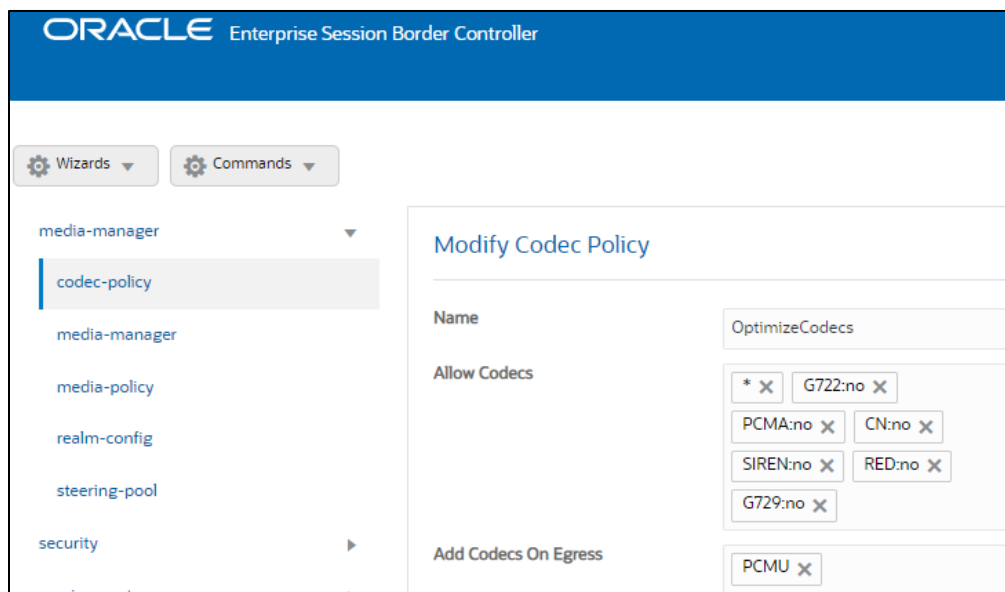 ORACLE Enterprise Session Border Controller
Wizards Commands
media-manager
codec-policy
media-manager
media-policy
realm-config
steering-pool
security
Modify Codec Policy
Name
OptimizeCodecs
Allow Codecs
* G722:no
PCMA:no CN:no
SIREN:no RED:no
G729:no
Add Codecs On Egress
PCMU